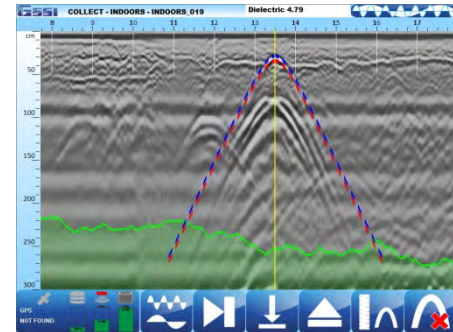 GSSI COLLECT - INDOORS - INDOORS_019 Dielectric 4.79
8 9 10 11 12 13 14 15 16 17
cm
50
100
150
200
250
300
GPS
NOT FOUND